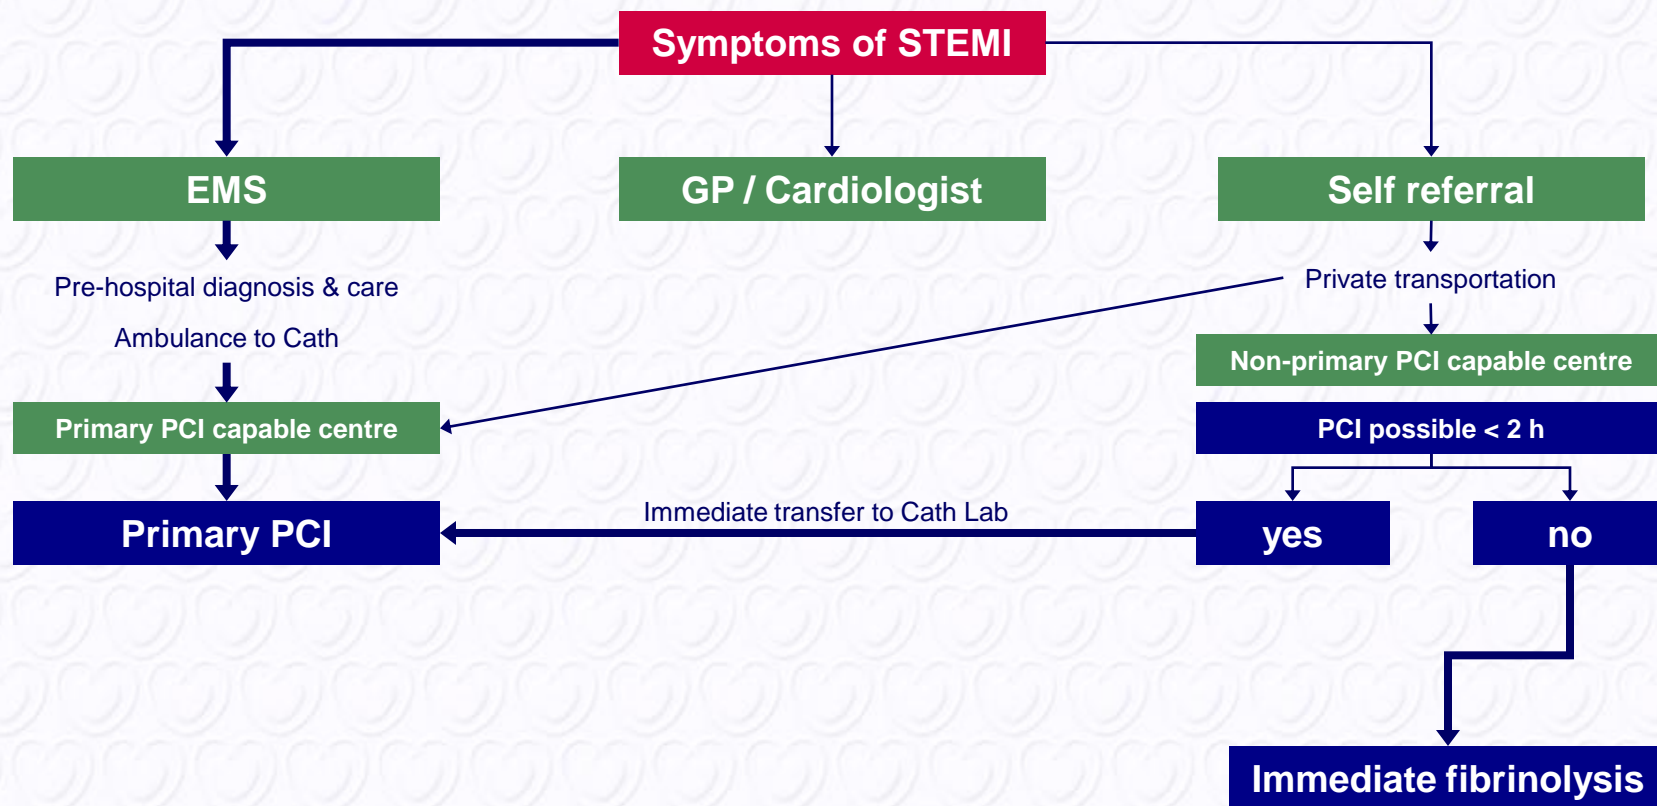 Symptoms of STEMI
EMS
GP / Cardiologist
Self referral
Pre-hospital diagnosis & care
Private transportation
Ambulance to Cath
Non-primary PCI capable centre
Primary PCI capable centre
PCI possible < 2 h
Immediate transfer to Cath Lab
Primary PCI
yes
no
Immediate fibrinolysis